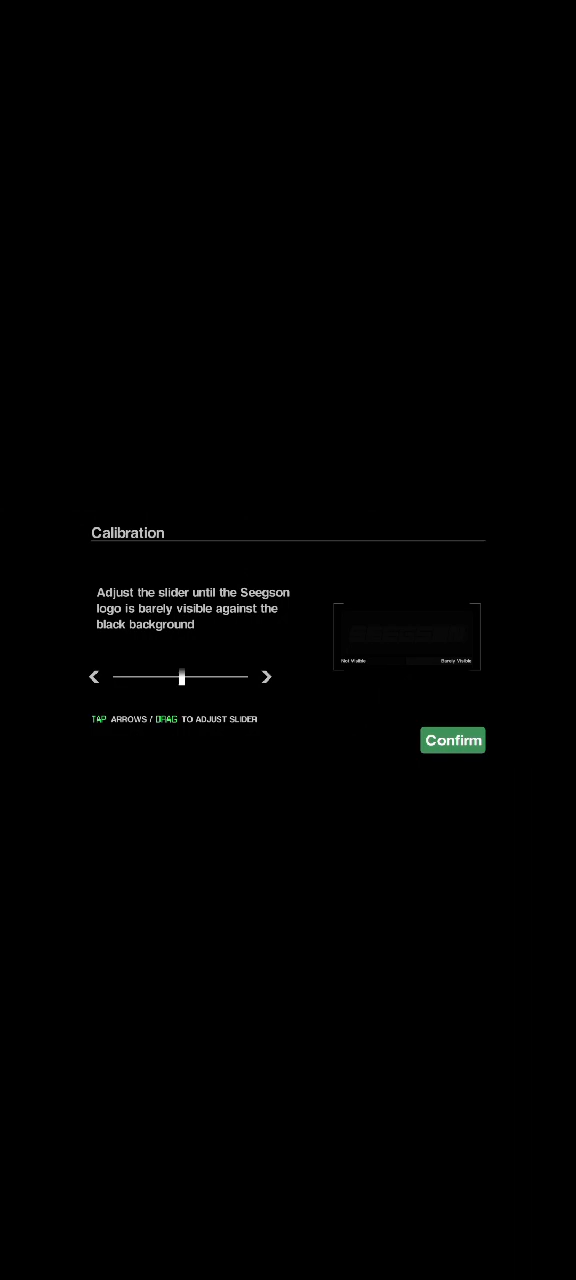 Calibration
Adjust the slider until the Seegson
logo is barely visible against the
black background
SEEGSON
Not Visible
Barely Visible
TAP ARROWS / DRAG TO ADJUST SLIDER
Confirm